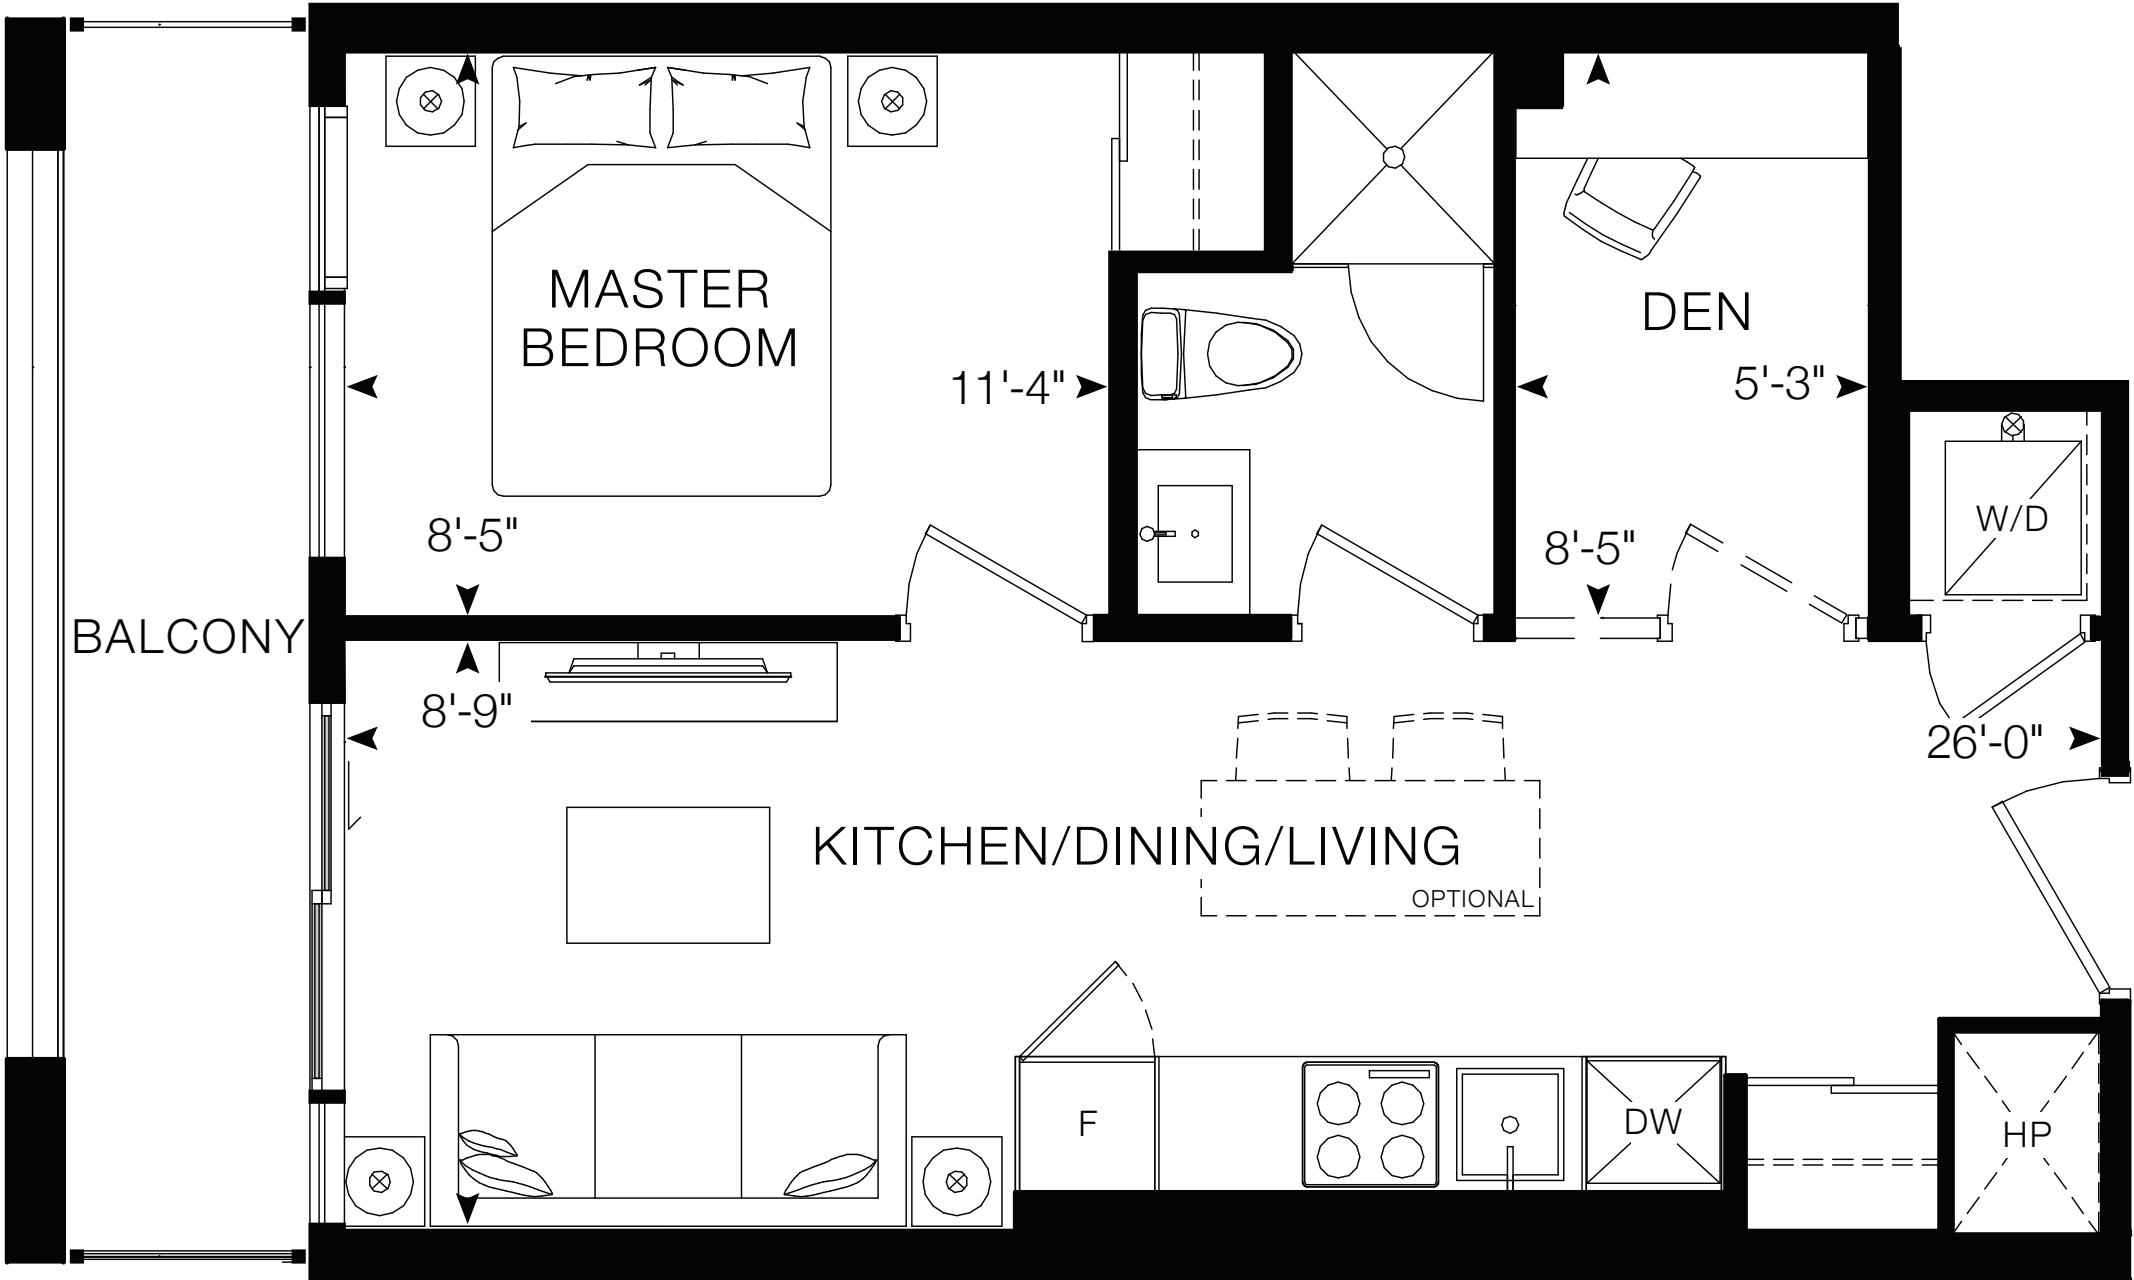 MASTER
BEDROOM
11'-4"
8'-5"
DEN
5'-3"
8'-5"
W/D
BALCONY
8'-9"
26'-0"
KITCHEN/DINING/LIVING
OPTIONAL
F
DW
HP